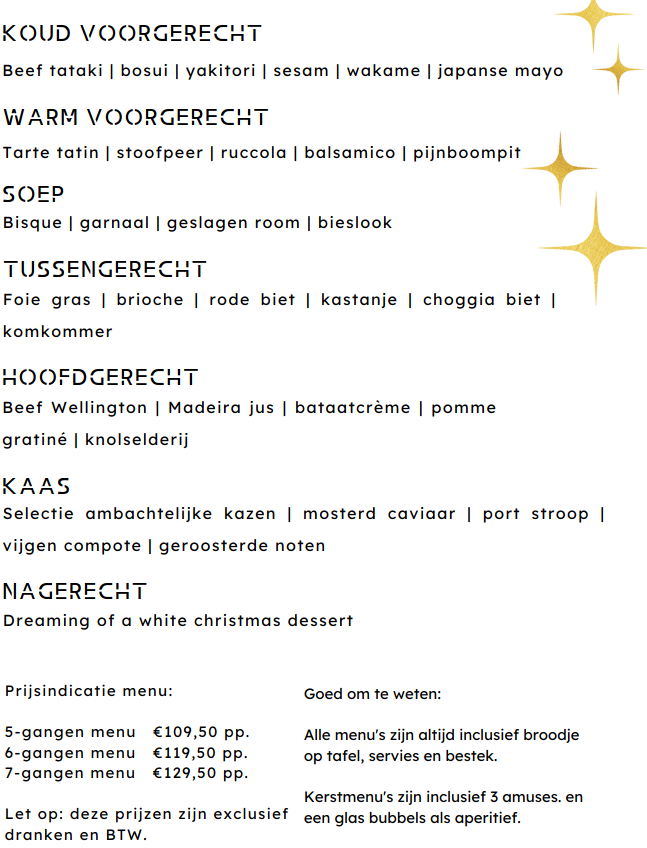 KOUD VOORGERECHT
Beef tataki | bosui | yakitori | sesam | wakame | japanse mayo
WARM VOORGERECHT
Tarte tatin | stoofpeer | ruccola | balsamico | pijnboompit
SOEP
Bisque | garnaal | geslagen room | bieslook
TUSSENGERECHT
Foie gras | brioche | rode biet | kastanje | choggia biet |
komkommer
HOOFDGERECHT
Beef Wellington | Madeira jus | bataatcrème | pomme
gratiné | knolselderij
KAAS
Selectie ambachtelijke kazen | mosterd caviaar | port stroop |
vijgen compote | geroosterde noten
NAGERECHT
Dreaming of a white christmas dessert
Prijsindicatie menu:
5-gangen menu €109,50 pp.
6-gangen menu €119,50 pp.
7-gangen menu €129,50 pp.
Let op: deze prijzen zijn exclusief
dranken en BTW.
Goed om te weten:
Alle menu's zijn altijd inclusief broodje
op tafel, servies en bestek.
Kerstmenu's zijn inclusief 3 amuses. en
een glas bubbels als aperitief.